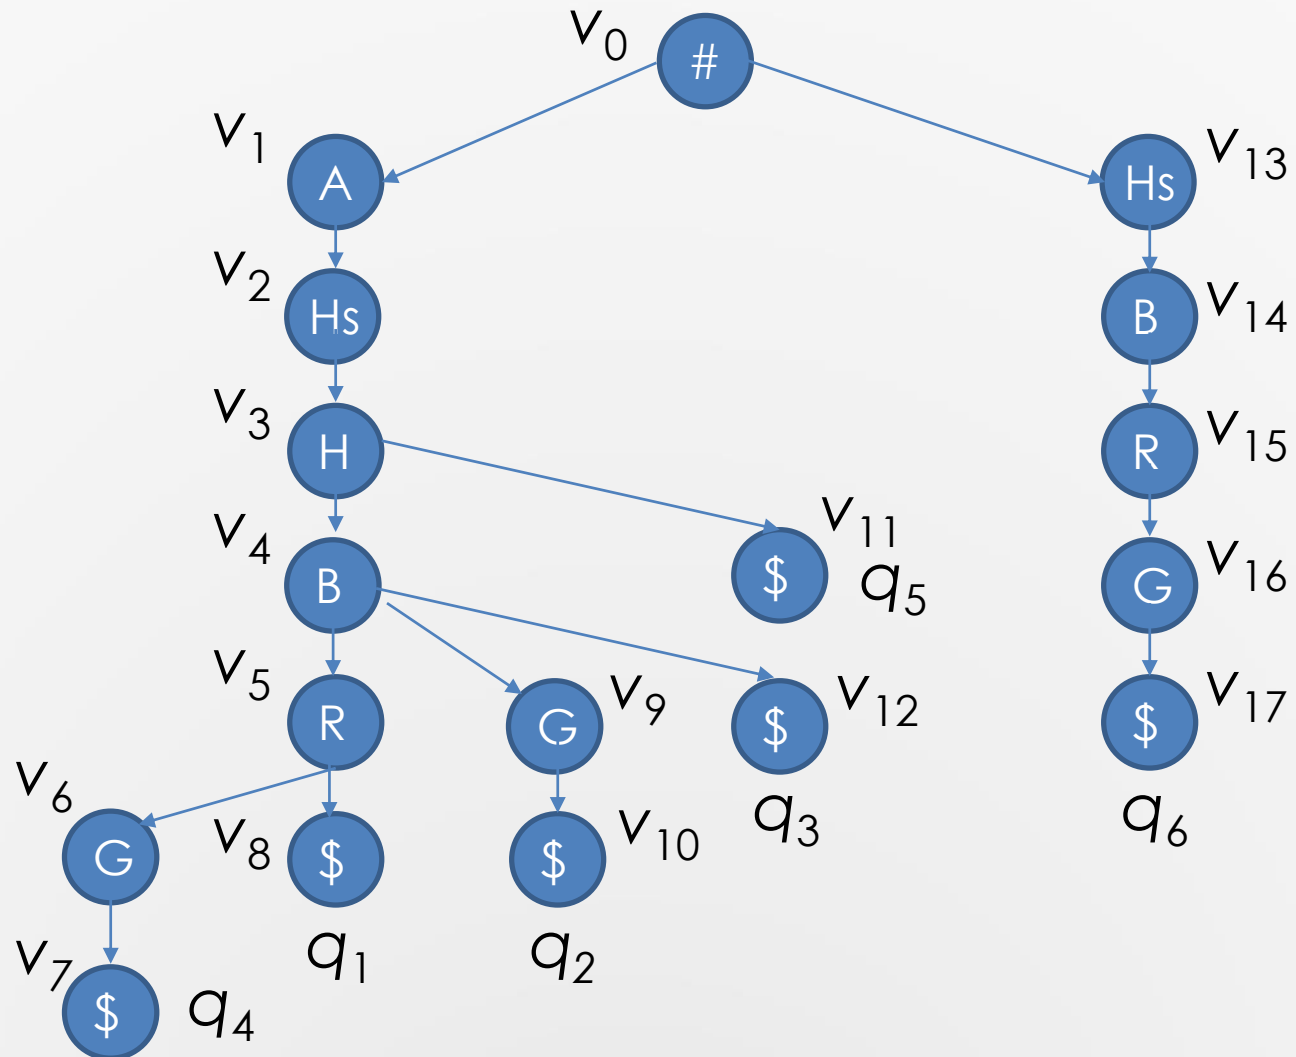 v0 #
v1 A
Hs v13
v2 Hs
B v14
v3 H
R v15
v11
v4 B
$ q5
G v16
v5 R
G v9
$ v12
$ v17
v6 G
v8 $
$ v10
q3
q6
q1
q2
v7 $ q4